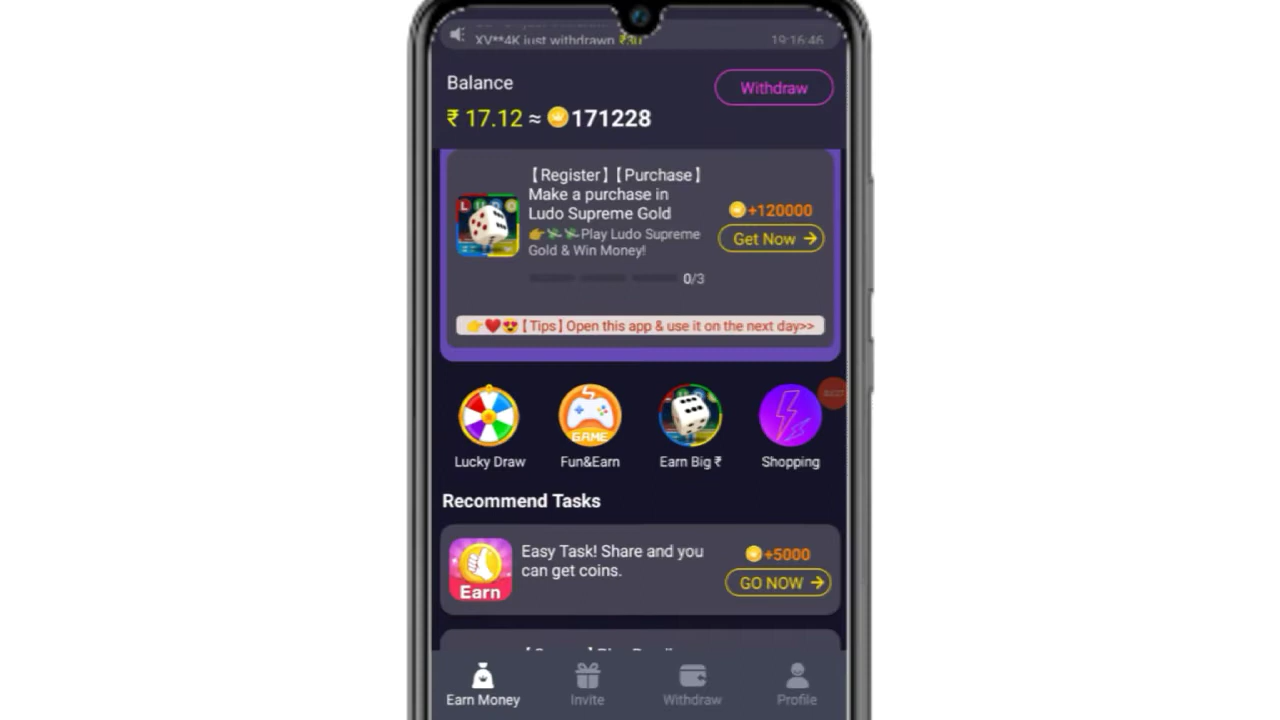 XV**4K just withdrawn ₹30
19:16:46
Balance
Withdraw
₹ 17.12 ≈ 171228
【Register】【Purchase】
Make a purchase in
Ludo Supreme Gold
+120000
👉💸💸Play Ludo Supreme
Gold & Win Money!
Get Now →
0/3
👉❤️😍【Tips】Open this app & use it on the next day>>
GAME
Lucky Draw
Fun&Earn
Earn Big ₹
Shopping
Recommend Tasks
Easy Task! Share and you
can get coins.
+5000
GO NOW →
Earn
Earn Money
Invite
Withdraw
Profile